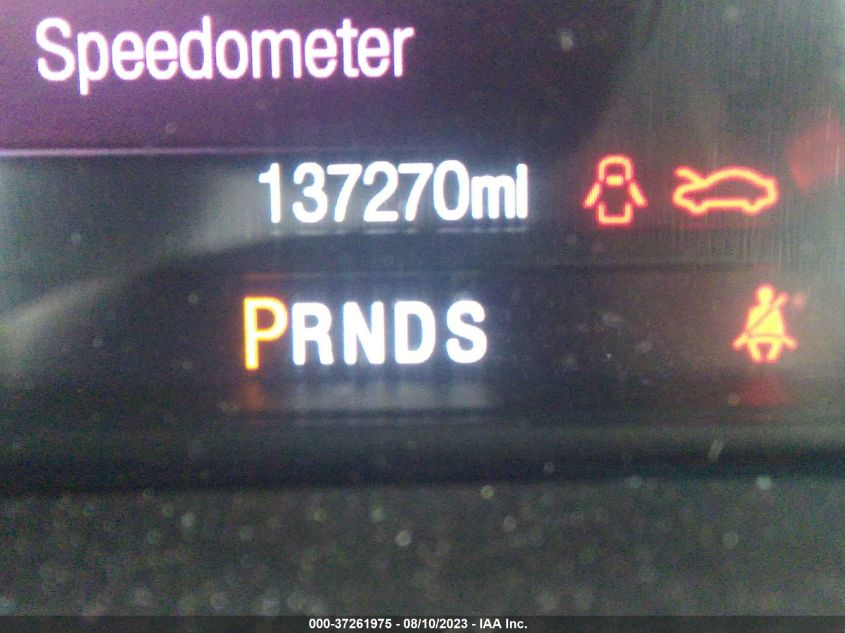 Speedometer
137270mi
PRNDS
000-37261975 - 08/10/2023 - IAA Inc.